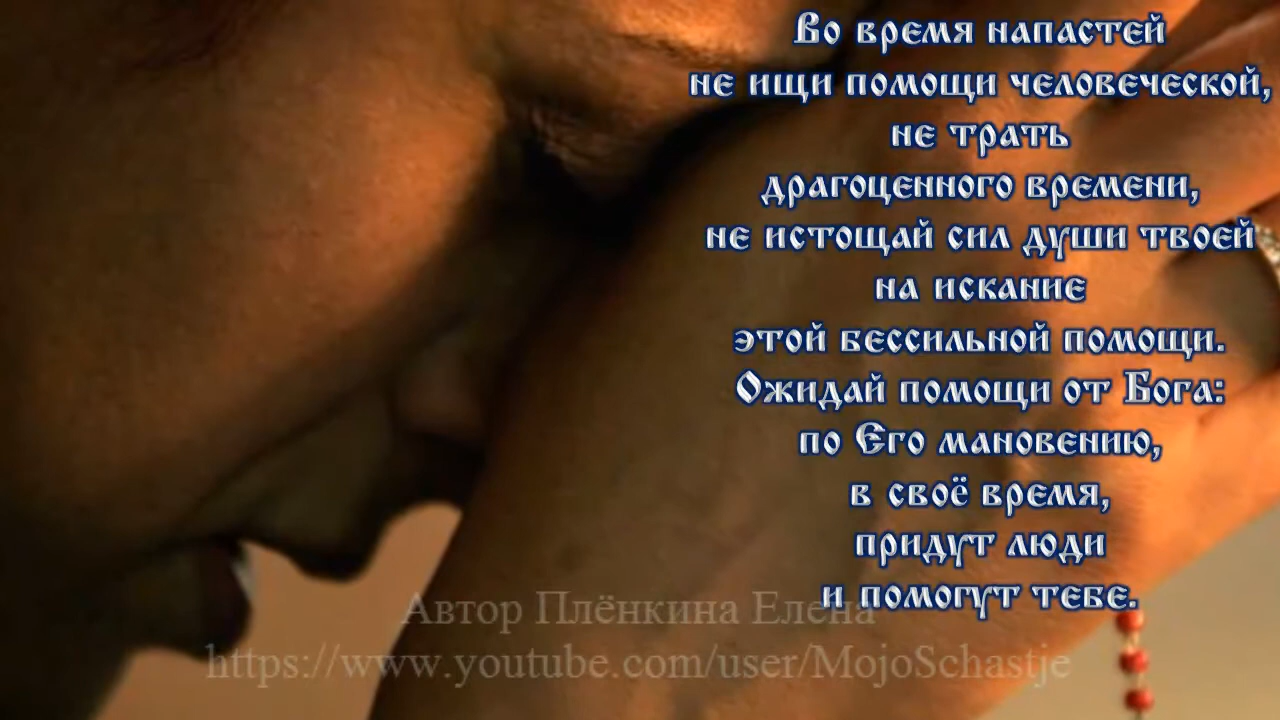 Во время напастей
не ищи помощи человеческой,
не трать
драгоценного времени,
не истощай сил души твоей
на искание
этой бессильной помощи.
Ожидай помощи от Бога:
по Его мановению,
в своё время,
придут люди
и помогут тебе.
Автор Плёнкина Елена
https://www.youtube.com/user/MojoSchastje